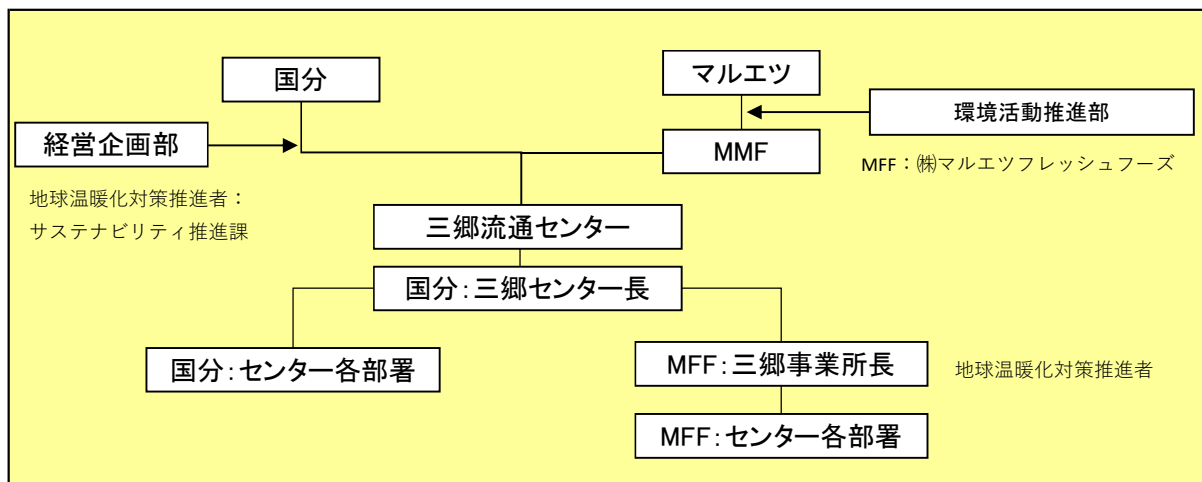 国分
マルエツ
環境活動推進部
経営企画部
MMF
MFF：㈱マルエツフレッシュフーズ
地球温暖化対策推進者：
サステナビリティ推進課
三郷流通センター
国分：三郷センター長
国分：センター各部署
MFF：三郷事業所長
地球温暖化対策推進者
MFF：センター各部署